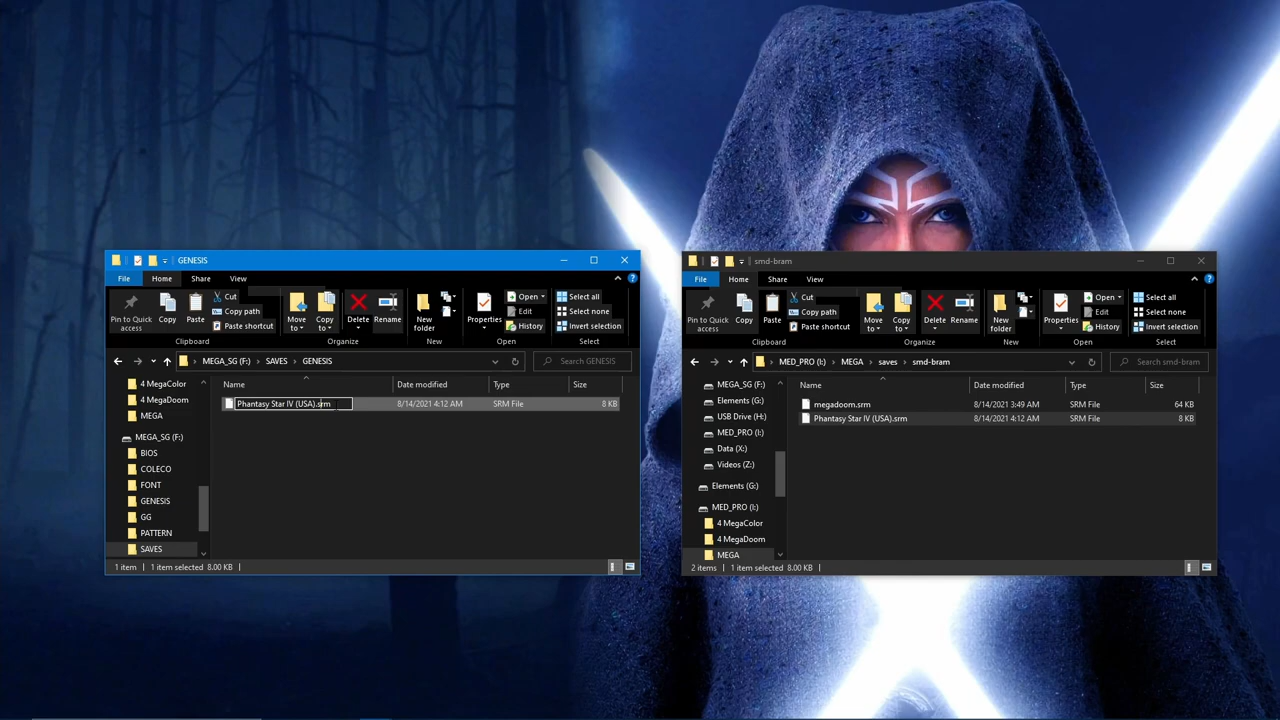 GENESIS
File Home Share View
Pin to Quick access
Copy
Paste
Cut
Copy path
Paste shortcut
Move to
Copy to
Delete
Rename
New folder
Properties
Open
Edit
History
Select all
Select none
Invert selection
Clipboard Organize New Open Select
MEGA_SG (F:) SAVES GENESIS Search GENESIS
4 MegaColor
4 MegaDoom
MEGA
MEGA_SG (F:)
BIOS
COLECO
FONT
GENESIS
GG
PATTERN
SAVES
Name Date modified Type Size
Phantasy Star IV (USA).srm 8/14/2021 4:12 AM SRM File 8 KB
1 item 1 item selected 8.00 KB
smd-bram
File Home Share View
Pin to Quick access
Copy
Paste
Cut
Copy path
Paste shortcut
Move to
Copy to
Delete
Rename
New folder
Properties
Open
Edit
History
Select all
Select none
Invert selection
Clipboard Organize New Open Select
MED_PRO (I:) MEGA saves smd-bram Search smd-bram
MEGA_SG (F:)
Elements (G:)
USB Drive (H:)
MED_PRO (I:)
Data (X:)
Videos (Z:)
Elements (G:)
MED_PRO (I:)
4 MegaColor
4 MegaDoom
MEGA
Name Date modified Type Size
megadoom.srm 8/14/2021 3:49 AM SRM File 64 KB
Phantasy Star IV (USA).srm 8/14/2021 4:12 AM SRM File 8 KB
2 items 1 item selected 8.00 KB